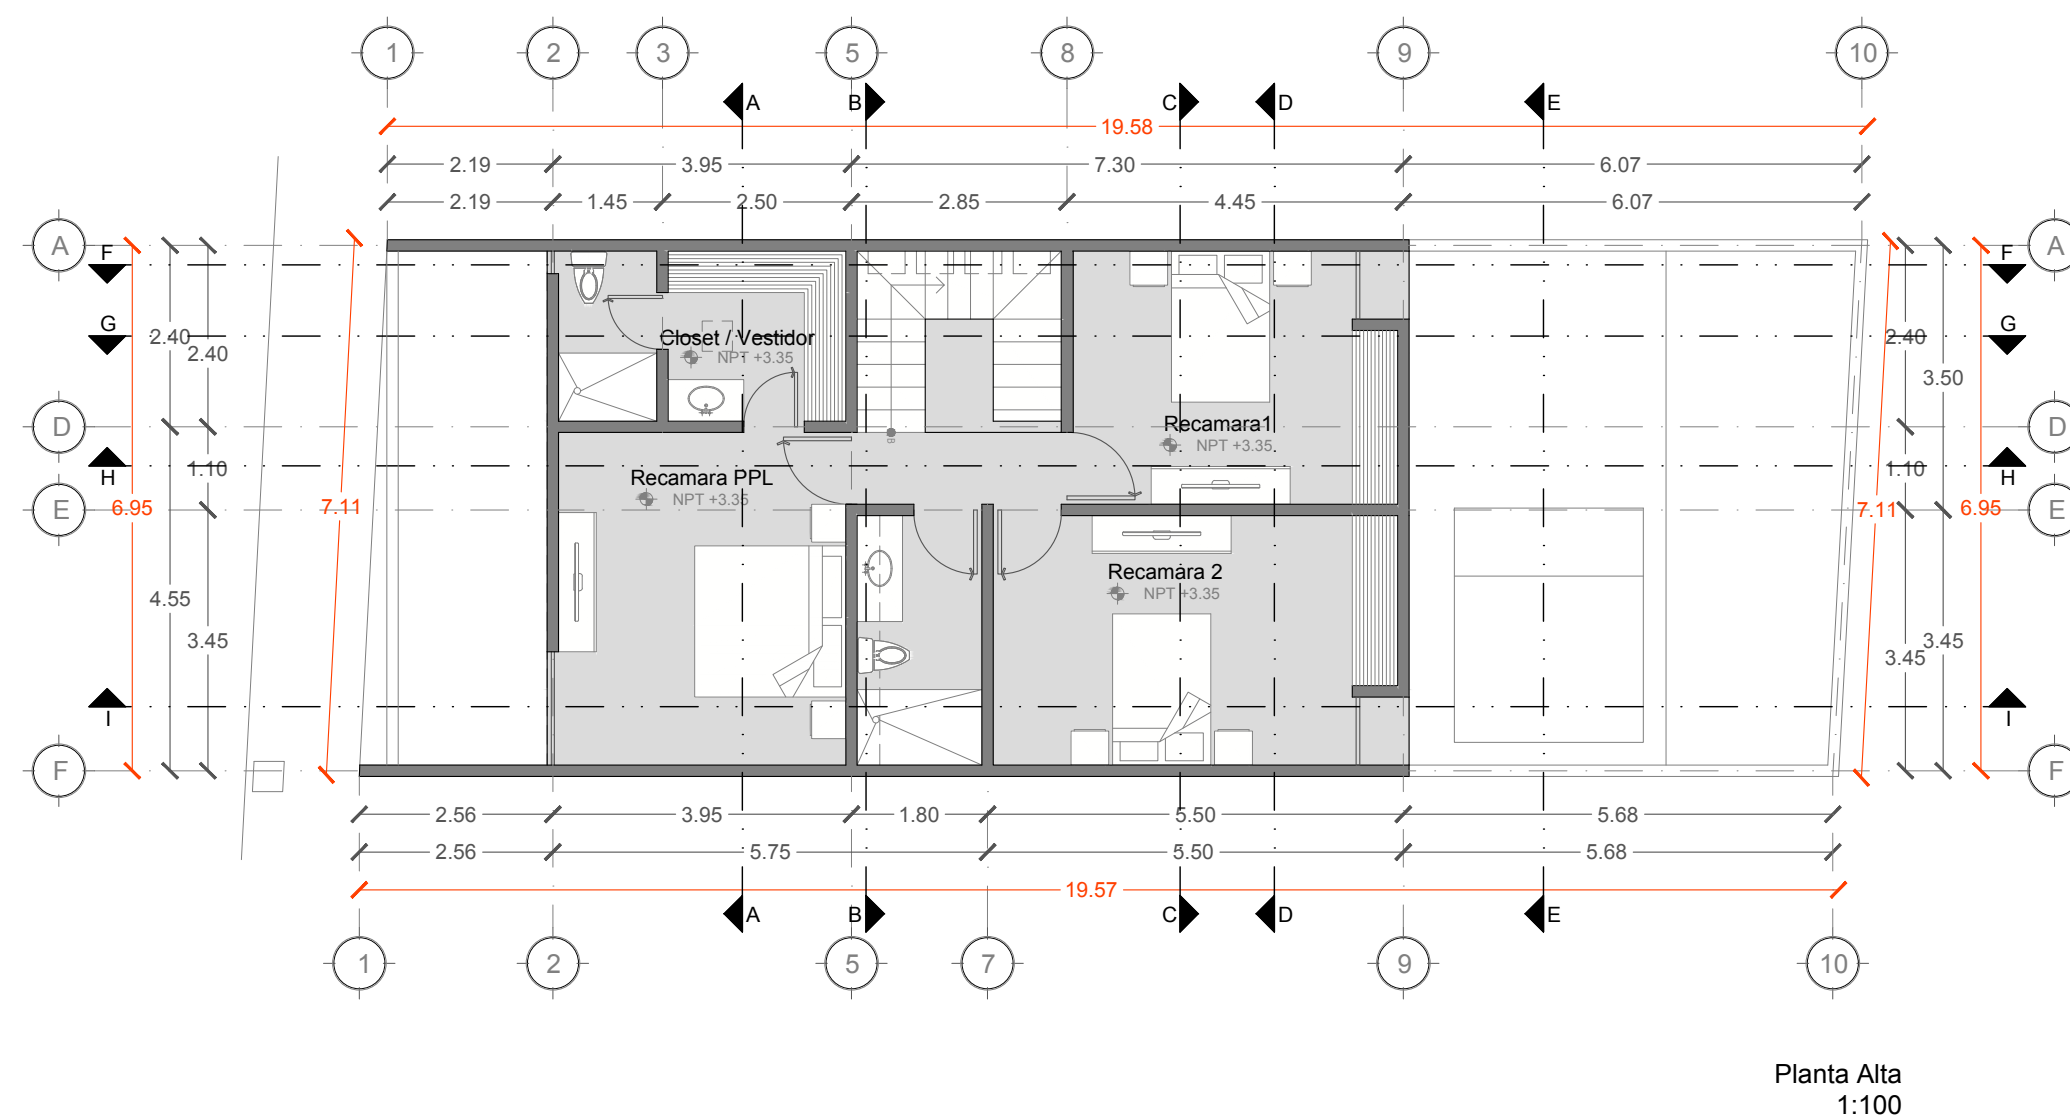 1 2 3 5 8 9 10
A B C D E
19.58
2.19 3.95 7.30 6.07
2.19 1.45 2.50 2.85 4.45 6.07
A A
F F
G G
2.40 2.40 2.40
3.50
Closet / Vestidor
NPT +3.35
D D
Recamara1
NPT +3.35
H H
1.10 1.10
Recamara PPL
NPT +3.35
E E
6.95 7.11 7.11 6.95
Recamara 2
NPT +3.35
4.55
3.45 3.45 3.45
I I
F F
2.56 3.95 1.80 5.50 5.68
2.56 5.75 5.50 5.68
19.57
A B C D E
1 2 5 7 9 10
Planta Alta
1:100